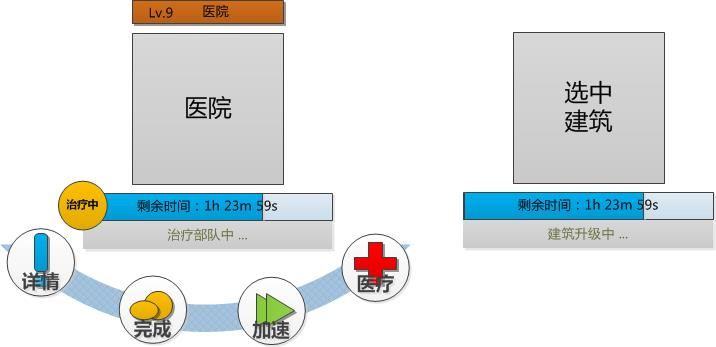 Lv.9 医院
医院
治疗中
剩余时间：1h 23m 59s
治疗部队中 ...
详情
完成
加速
医疗
选中
建筑
剩余时间：1h 23m 59s
建筑升级中 ...